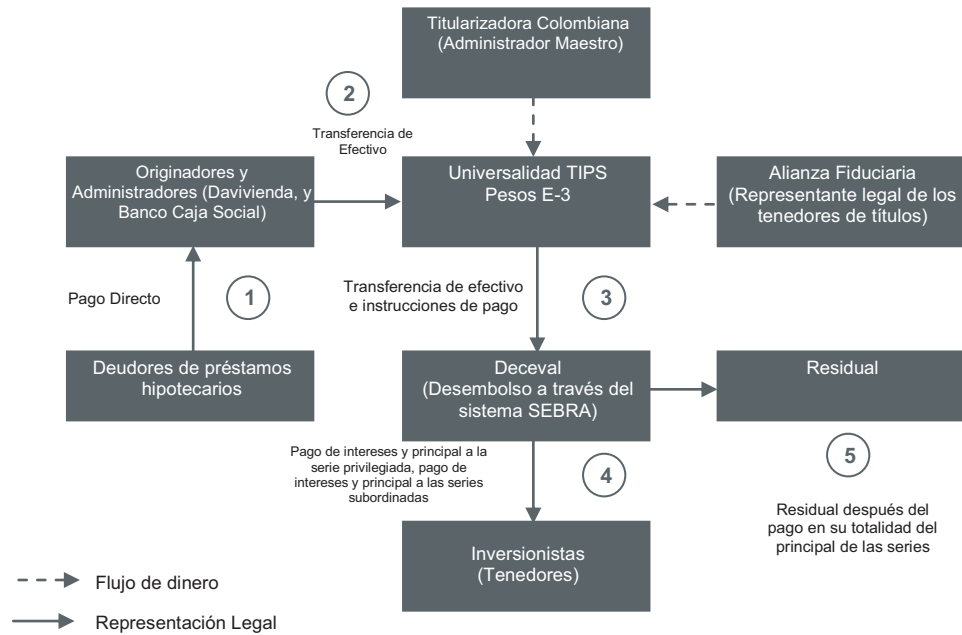 Titularizadora Colombiana
(Administrador Maestro)
2
Transferencia de
Efectivo
Originadores y
Administradores (Davivienda, y
Banco Caja Social)
Universalidad TIPS
Pesos E-3
Alianza Fiduciaria
(Representante legal de los
tenedores de títulos)
Pago Directo
1
Transferencia de efectivo
e instrucciones de pago
3
Deudores de préstamos
hipotecarios
Deceval
(Desembolso a través del
sistema SEBRA)
Residual
Pago de intereses y principal a la
serie privilegiada, pago de
intereses y principal a las series
subordinadas
4
5
Residual después del
pago en su totalidad del
principal de las series
Inversionistas
(Tenedores)
Flujo de dinero
Representación Legal